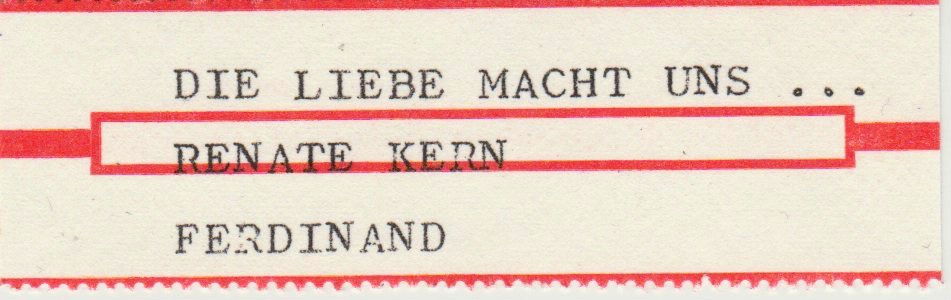 DIE LIEBE MACHT UNS ...
RENATE KERN
FERDINAND